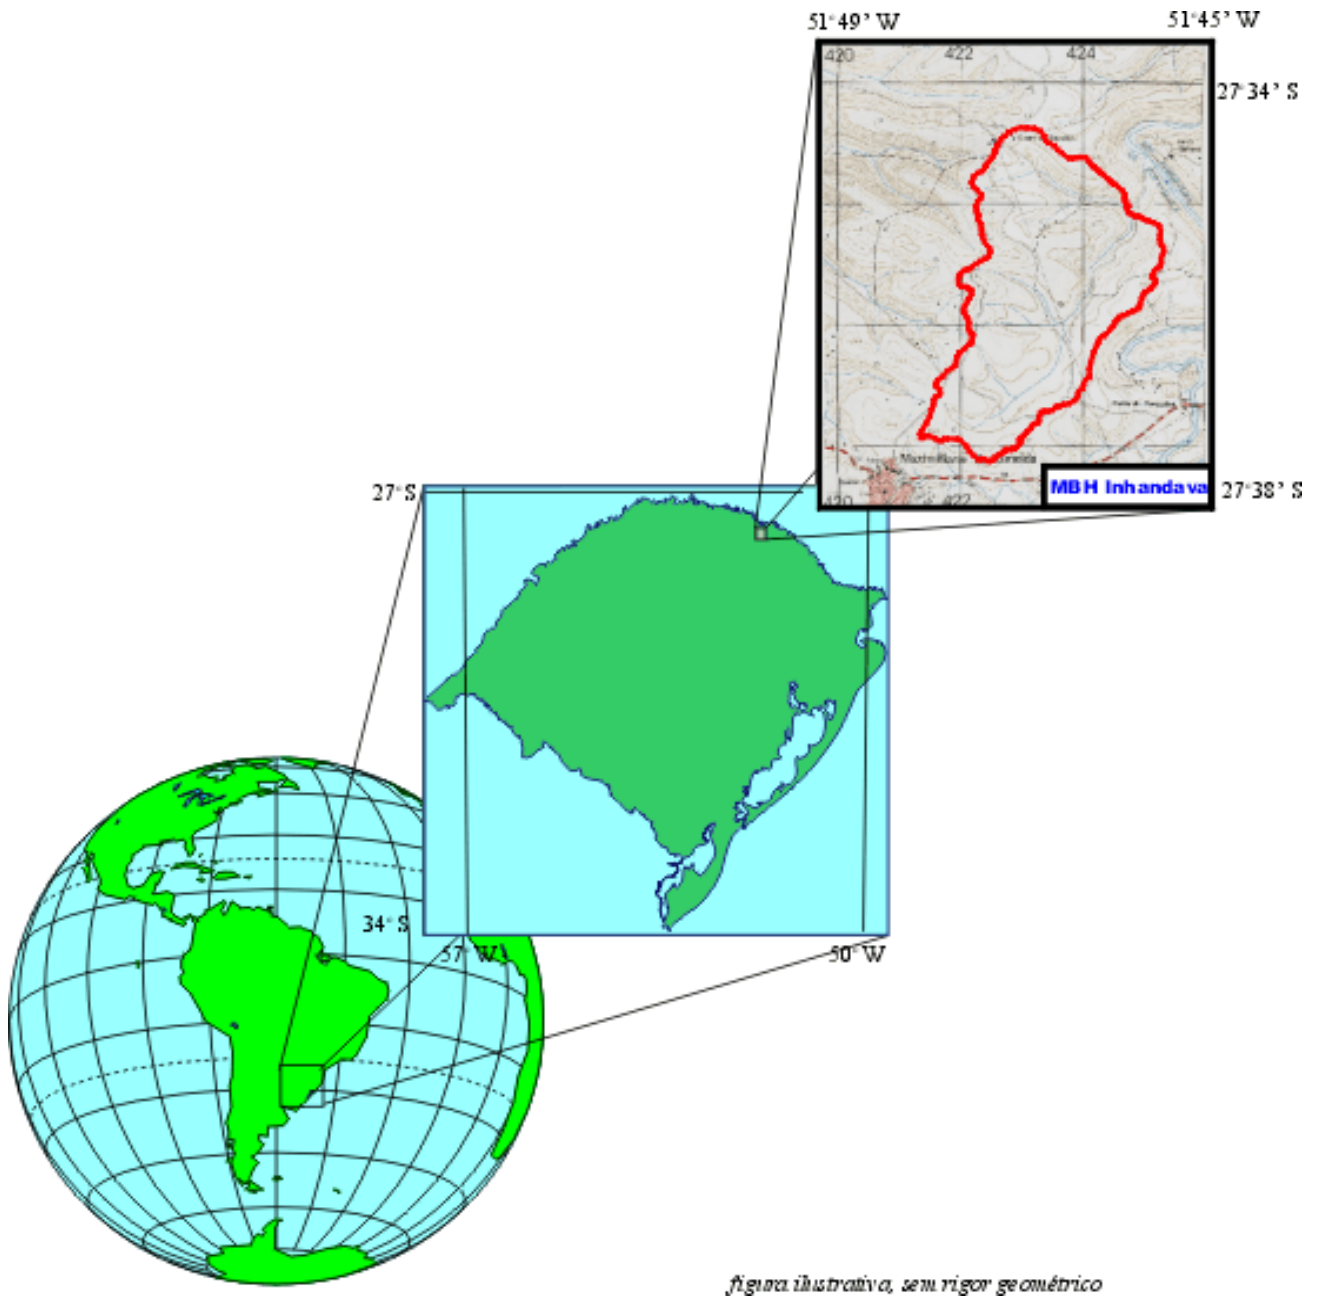 51°49' W 51°45' W
420 422 424
27°34' S
Maximiliano
MBH Inhandava
420 422
27°38' S
27°S
34°S
57°W 50°W
figura ilustrativa, sem rigor geométrico